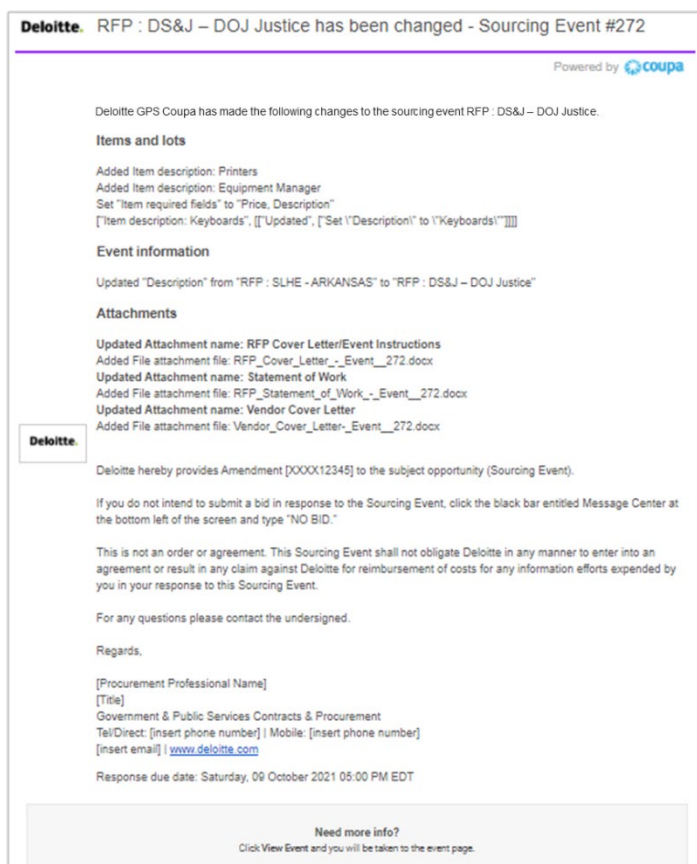 Deloitte. RFP : DS&J – DOJ Justice has been changed - Sourcing Event #272
Powered by coupa
Deloitte GPS Coupa has made the following changes to the sourcing event RFP : DS&J – DOJ Justice.
Items and lots
Added Item description: Printers
Added Item description: Equipment Manager
Set "Item required fields" to "Price, Description"
["Item description: Keyboards", [["Updated", ["Set \"Description\" to \"Keyboards\""]]]]
Event information
Updated "Description" from "RFP : SLHE - ARKANSAS" to "RFP : DS&J – DOJ Justice"
Attachments
Updated Attachment name: RFP Cover Letter/Event Instructions
Added File attachment file: RFP_Cover_Letter_-_Event__272.docx
Updated Attachment name: Statement of Work
Added File attachment file: RFP_Statement_of_Work_-_Event__272.docx
Updated Attachment name: Vendor Cover Letter
Added File attachment file: Vendor_Cover_Letter-_Event__272.docx
Deloitte.
Deloitte hereby provides Amendment [XXXX12345] to the subject opportunity (Sourcing Event).
If you do not intend to submit a bid in response to the Sourcing Event, click the black bar entitled Message Center at
the bottom left of the screen and type "NO BID."
This is not an order or agreement. This Sourcing Event shall not obligate Deloitte in any manner to enter into an
agreement or result in any claim against Deloitte for reimbursement of costs for any information efforts expended by
you in your response to this Sourcing Event.
For any questions please contact the undersigned.
Regards,
[Procurement Professional Name]
[Title]
Government & Public Services Contracts & Procurement
Tel/Direct: [insert phone number] | Mobile: [insert phone number]
[insert email] | www.deloitte.com
Response due date: Saturday, 09 October 2021 05:00 PM EDT
Need more info?
Click View Event and you will be taken to the event page.